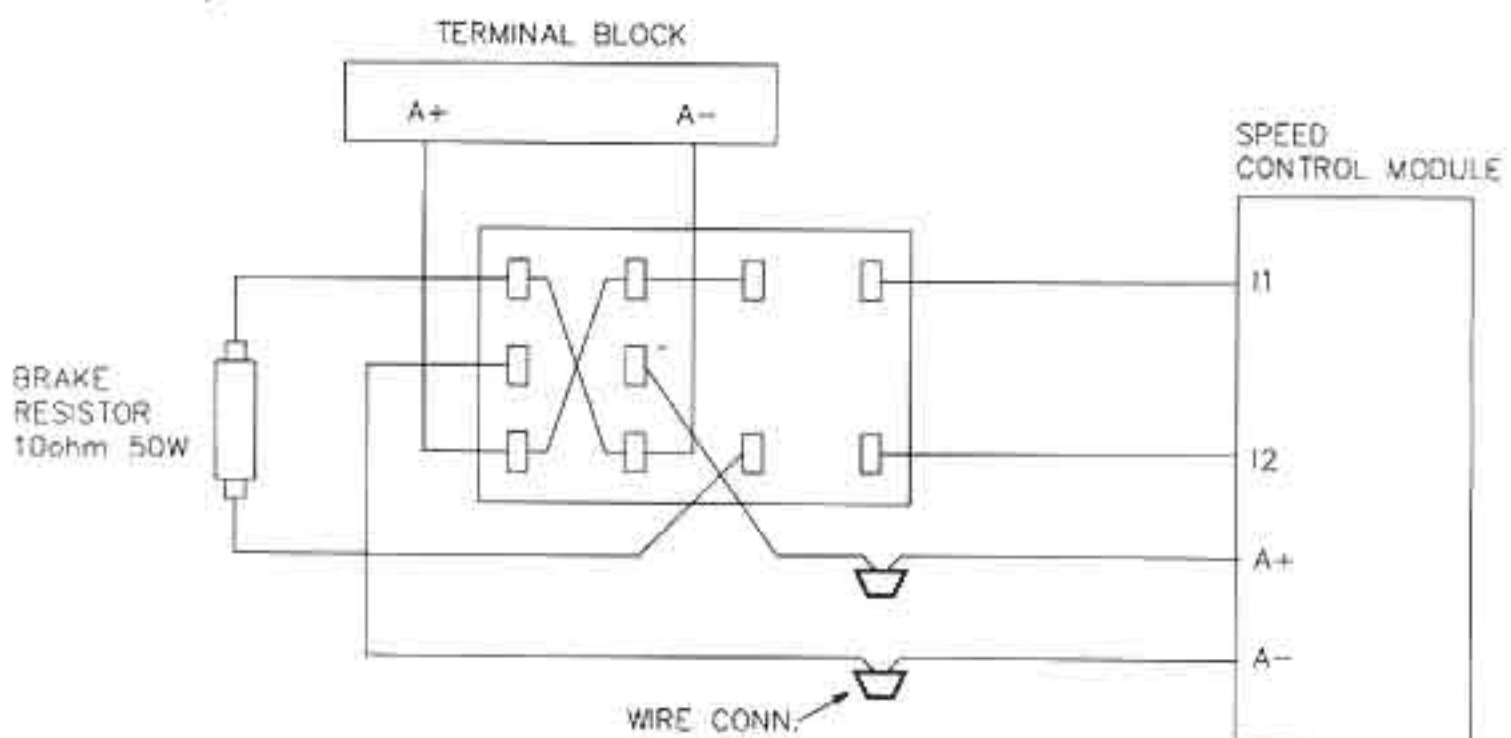 TERMINAL BLOCK
A+
A-
SPEED
CONTROL MODULE
I1
BRAKE
RESISTOR
10ohm 50W
I2
A+
A-
WIRE CONN.